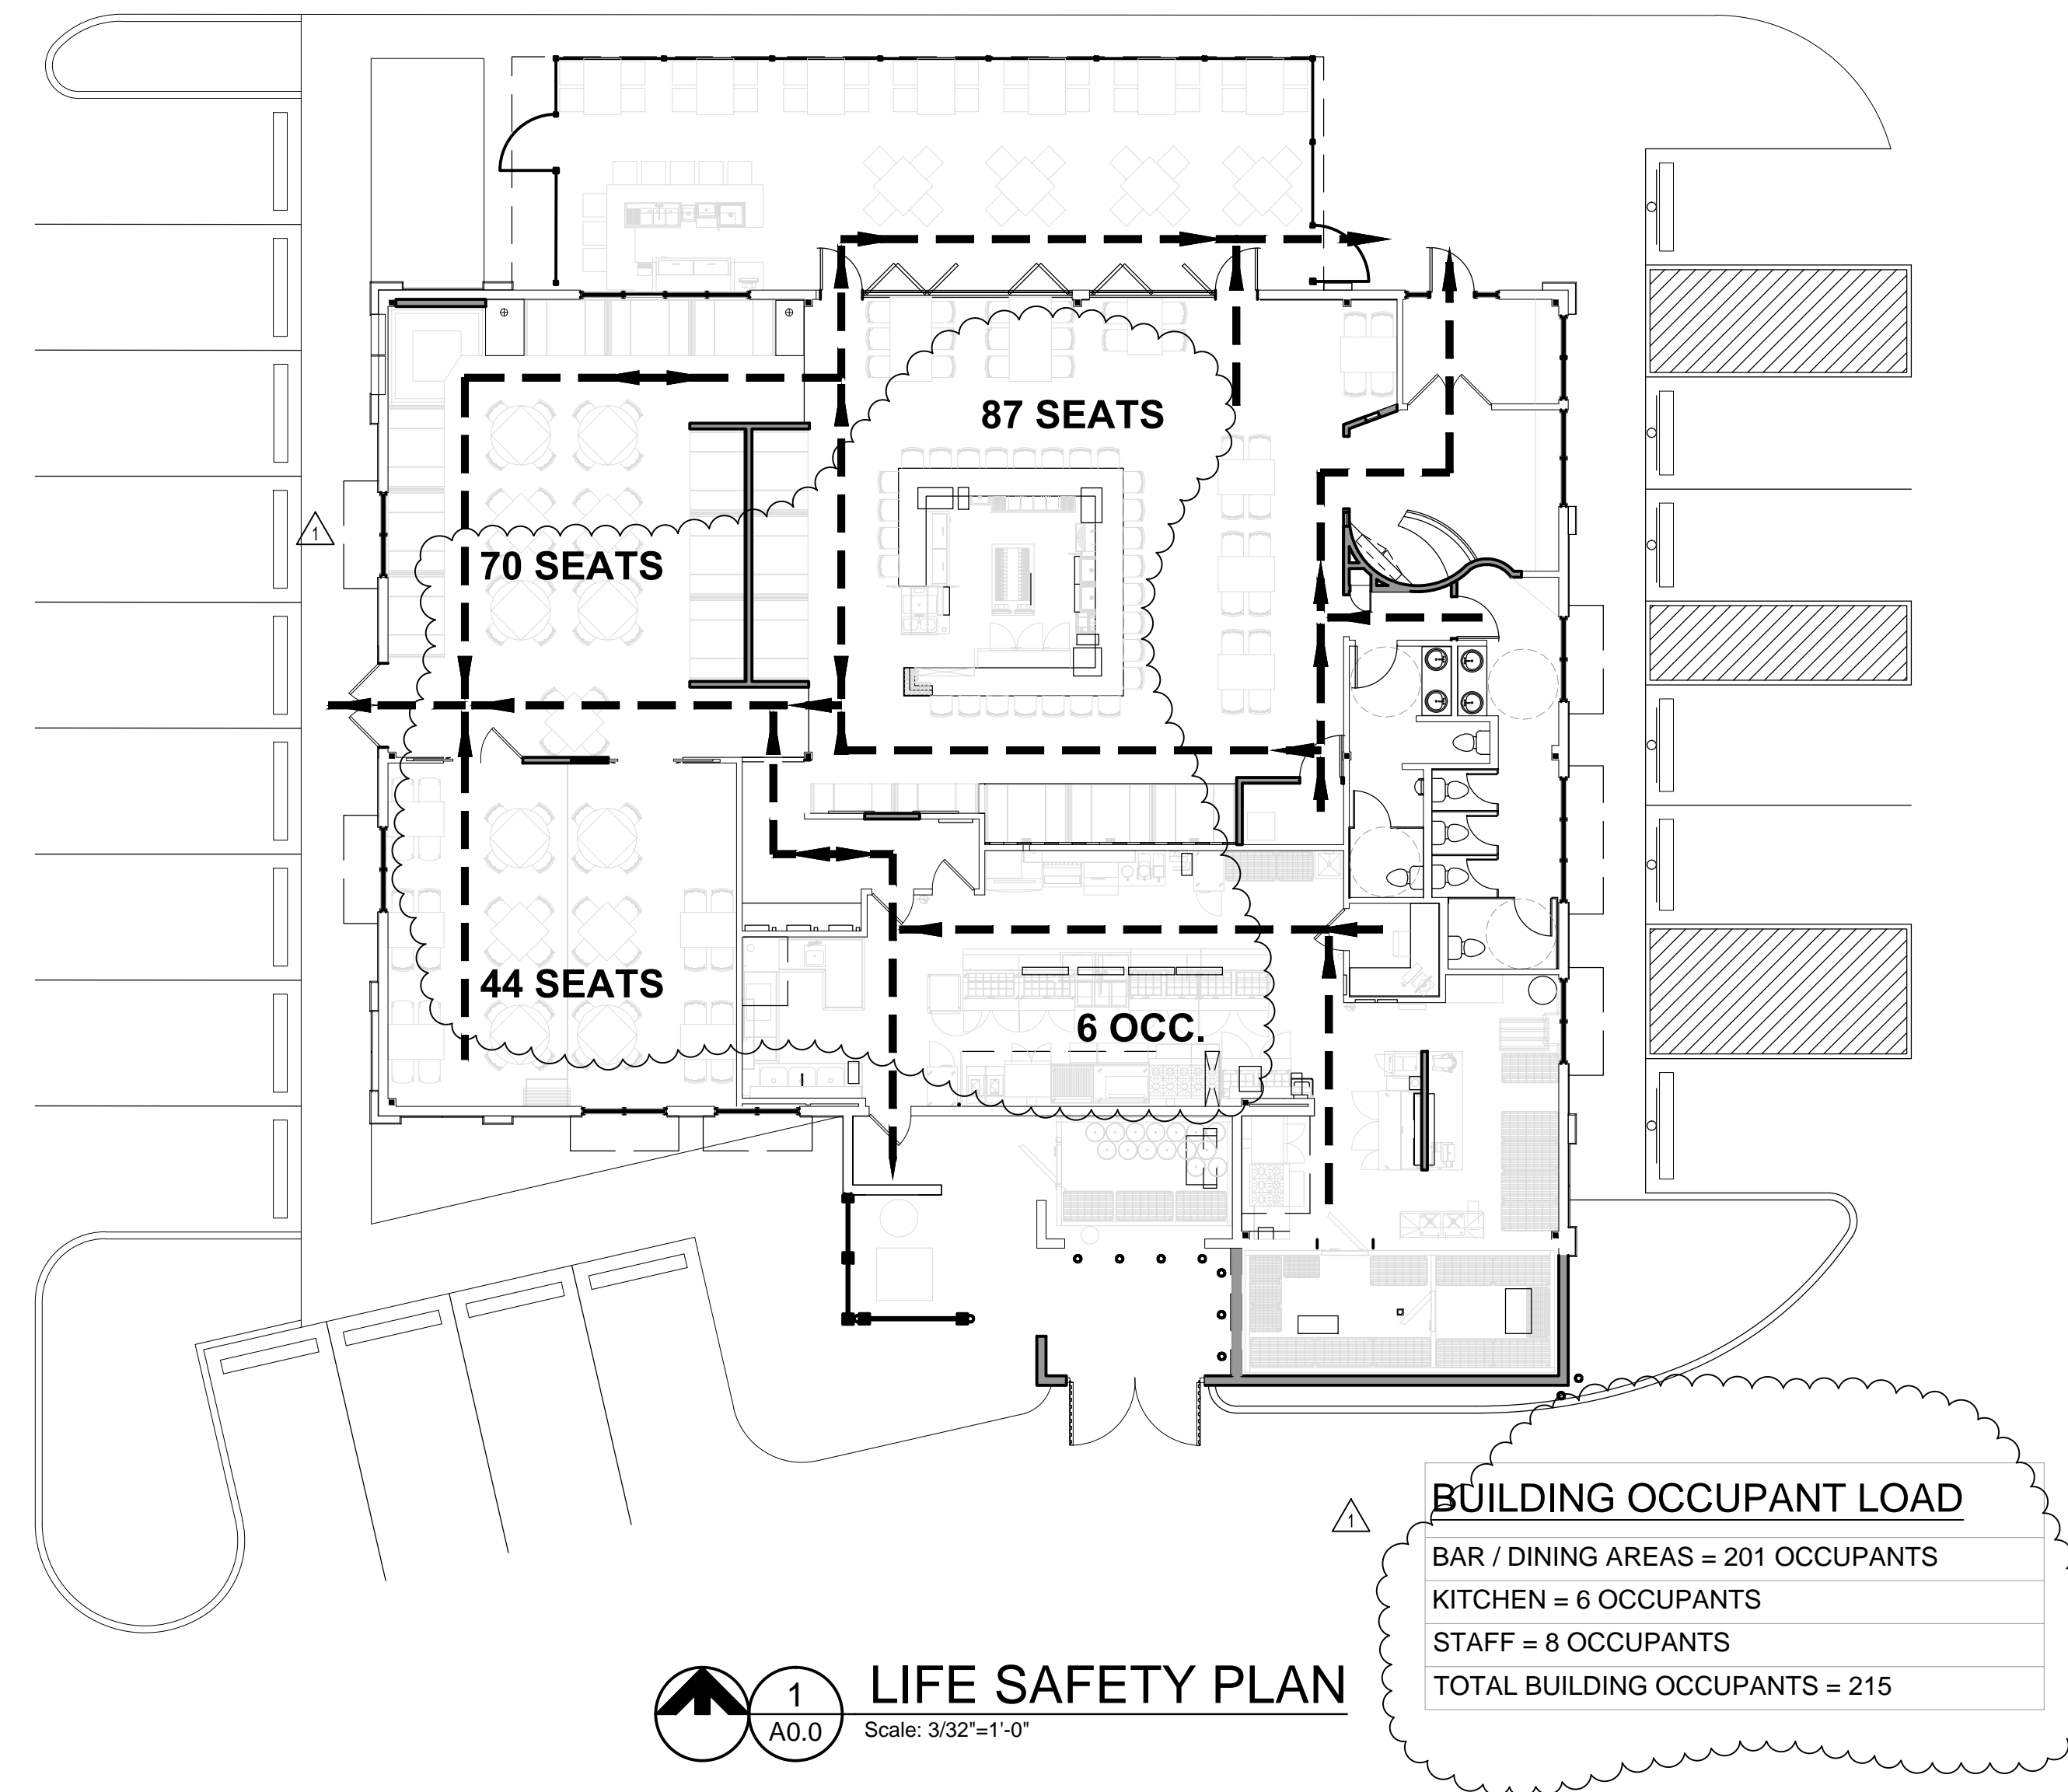 87 SEATS
1
70 SEATS
44 SEATS
6 OCC.
1
BUILDING OCCUPANT LOAD
BAR / DINING AREAS = 201 OCCUPANTS
KITCHEN = 6 OCCUPANTS
STAFF = 8 OCCUPANTS
TOTAL BUILDING OCCUPANTS = 215
1
A0.0
LIFE SAFETY PLAN
Scale: 3/32"=1'-0"